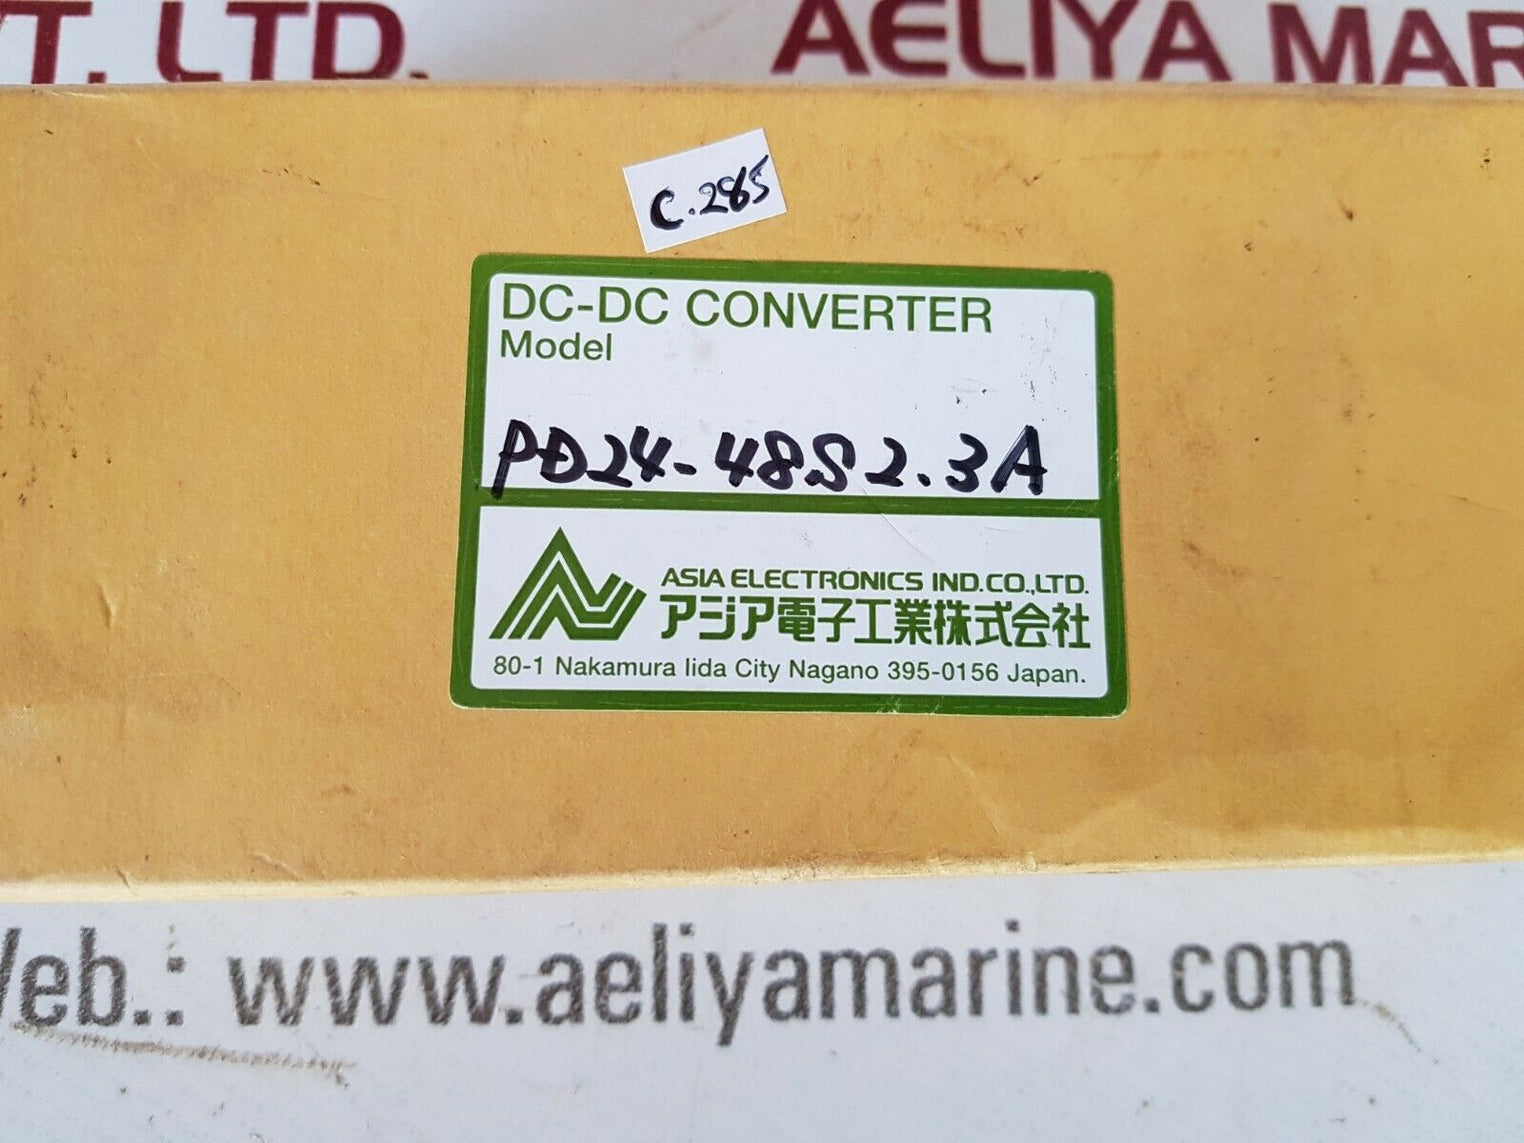 T. LTD.
AELIYA MAR
C.285
DC-DC CONVERTER
Model
PD24-48S2.3A
ASIA ELECTRONICS IND.CO.,LTD.
アジア電子工業株式会社
80-1 Nakamura Iida City Nagano 395-0156 Japan.
Web.: www.aeliyamarine.com